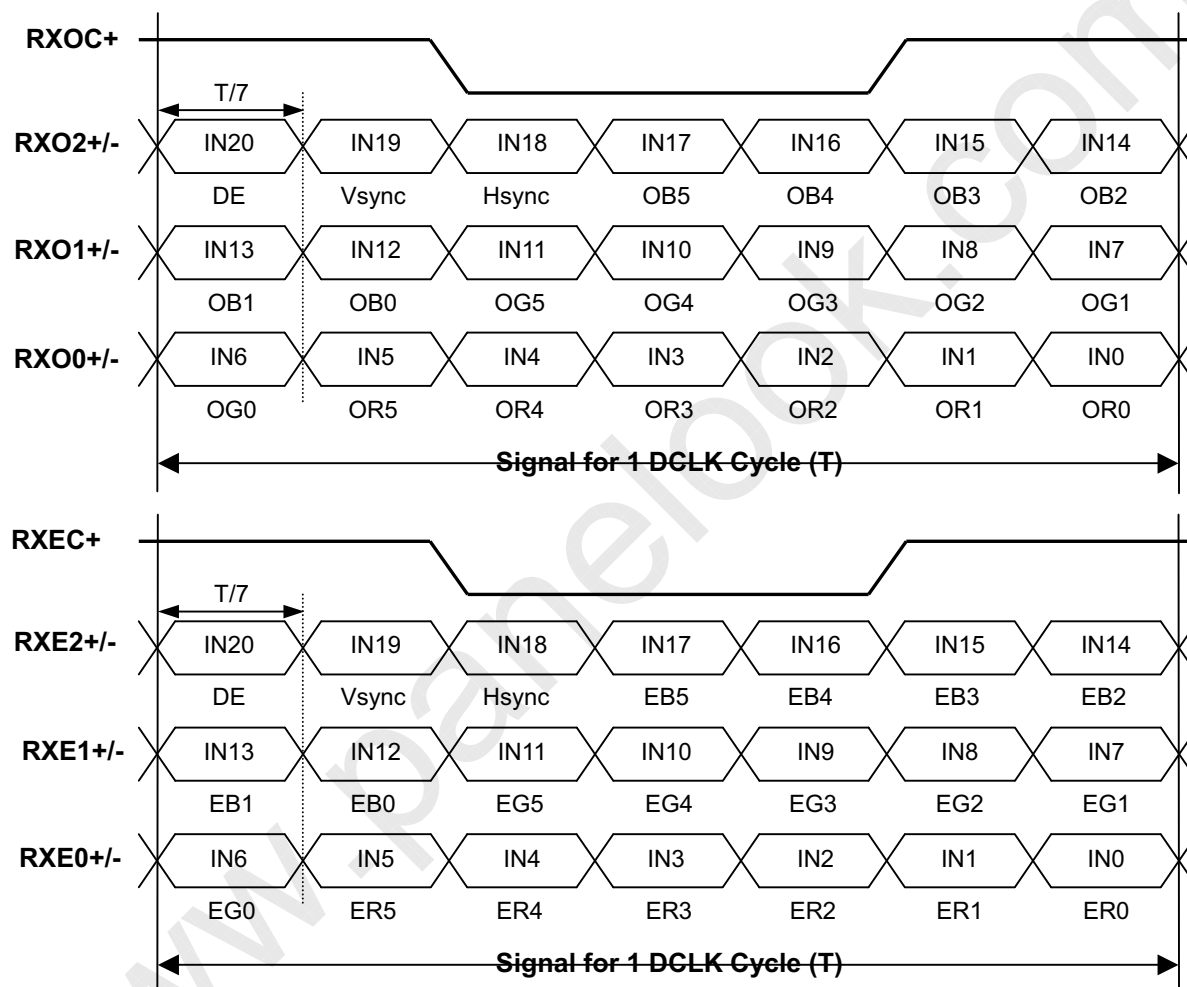 RXOC+
T/7
RXO2+/- IN20 IN19 IN18 IN17 IN16 IN15 IN14
DE Vsync Hsync OB5 OB4 OB3 OB2
RXO1+/- IN13 IN12 IN11 IN10 IN9 IN8 IN7
OB1 OB0 OG5 OG4 OG3 OG2 OG1
RXO0+/- IN6 IN5 IN4 IN3 IN2 IN1 IN0
OG0 OR5 OR4 OR3 OR2 OR1 OR0
Signal for 1 DCLK Cycle (T)
RXEC+
T/7
RXE2+/- IN20 IN19 IN18 IN17 IN16 IN15 IN14
DE Vsync Hsync EB5 EB4 EB3 EB2
RXE1+/- IN13 IN12 IN11 IN10 IN9 IN8 IN7
EB1 EB0 EG5 EG4 EG3 EG2 EG1
RXE0+/- IN6 IN5 IN4 IN3 IN2 IN1 IN0
EG0 ER5 ER4 ER3 ER2 ER1 ER0
Signal for 1 DCLK Cycle (T)
www.panelook.com